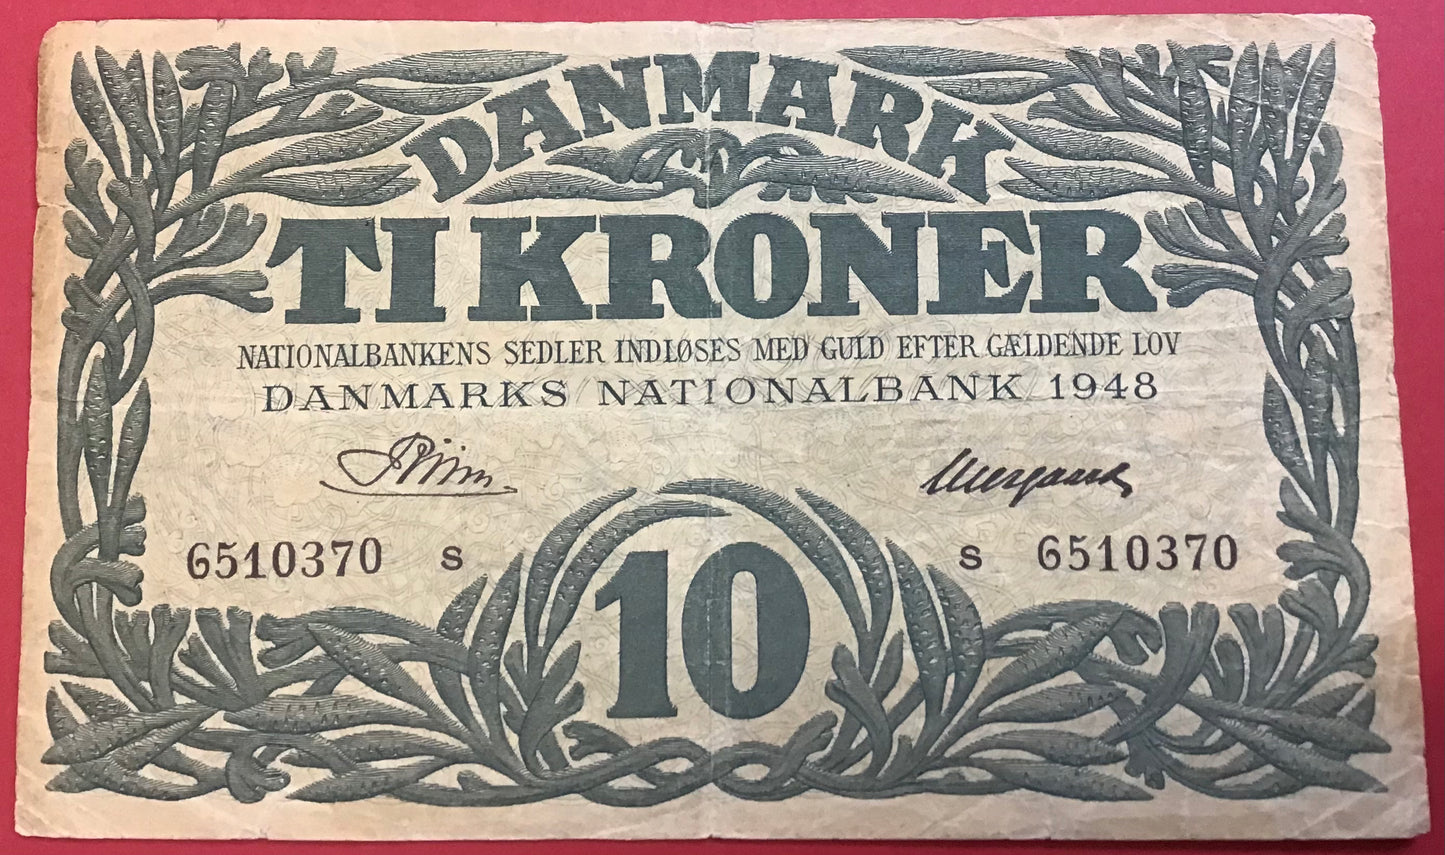 DANMARK
TI KRONER
NATIONALBANKENS SEDLER INDLØSES MED GULD EFTER GÆLDENDE LOV
DANMARKS NATIONALBANK 1948
6510370 S S 6510370
10